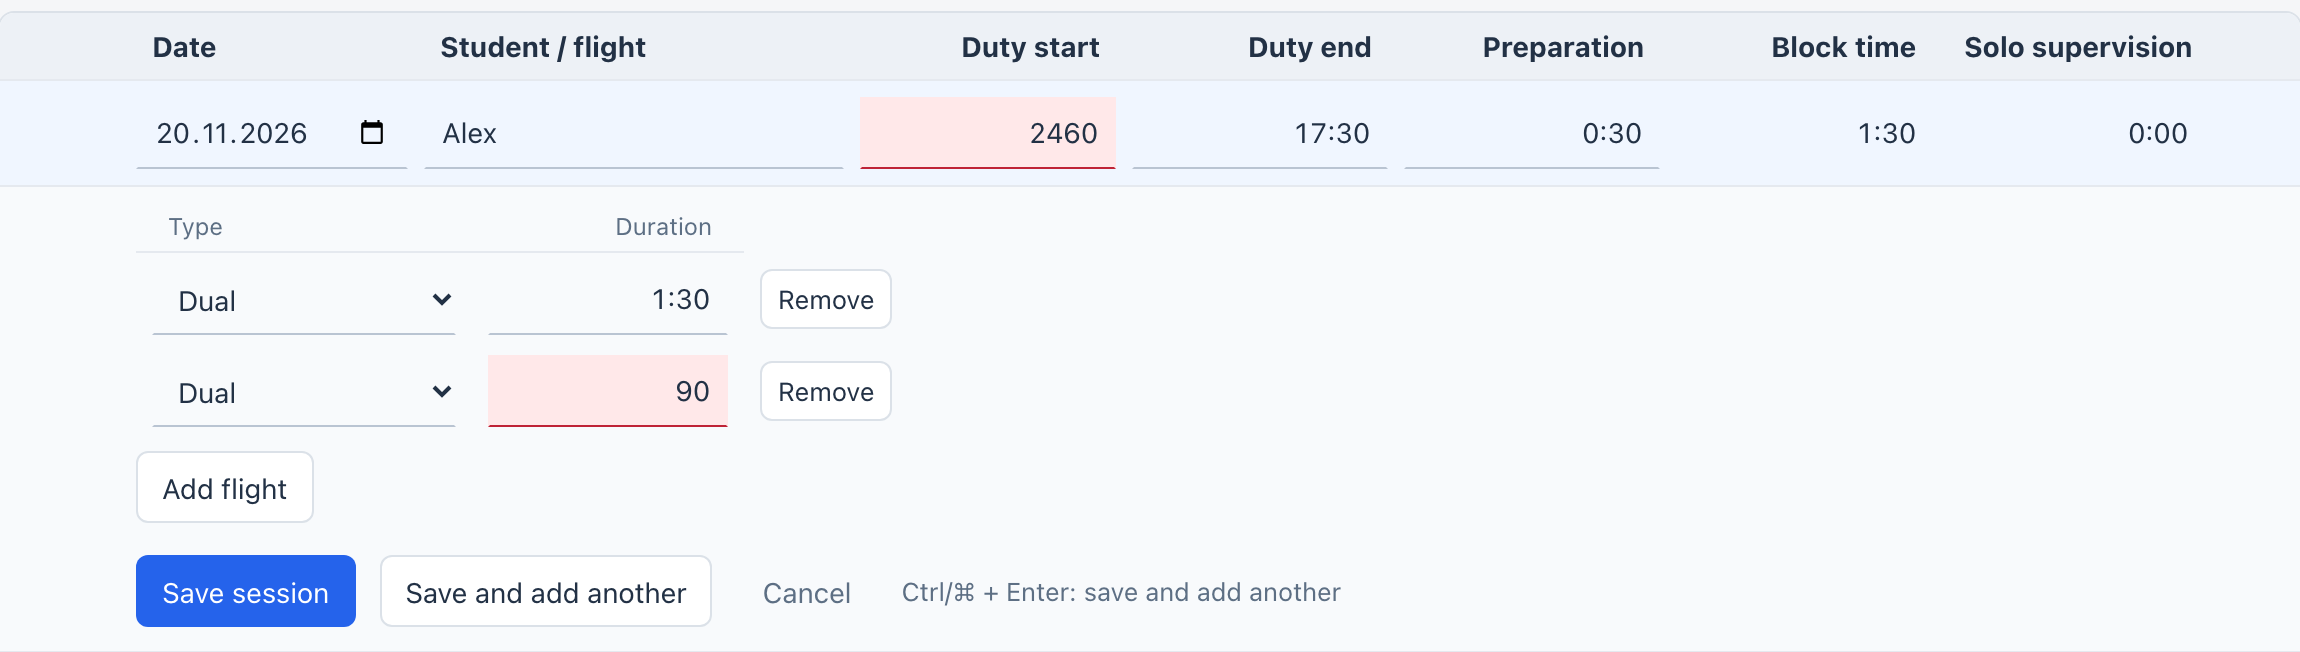 Date Student / flight Duty start Duty end Preparation Block time Solo supervision
20.11.2026 Alex 2460 17:30 0:30 1:30 0:00
Type Duration
Dual 1:30 Remove
Dual 90 Remove
Add flight
Save session Save and add another Cancel Ctrl/⌘ + Enter: save and add another